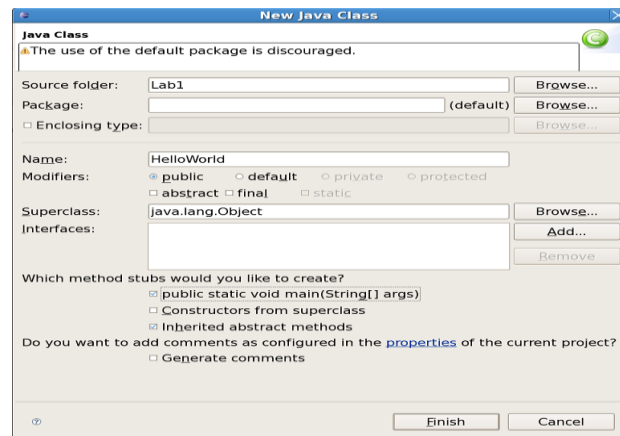 New Java Class
Java Class
The use of the default package is discouraged.
Source folder: Lab1 Browse...
Package: (default) Browse...
Enclosing type: Browse...
Name: HelloWorld
Modifiers: public default private protected
abstract final static
Superclass: java.lang.Object Browse...
Interfaces: Add...
Remove
Which method stubs would you like to create?
public static void main(String[] args)
Constructors from superclass
Inherited abstract methods
Do you want to add comments as configured in the properties of the current project?
Generate comments
Finish Cancel